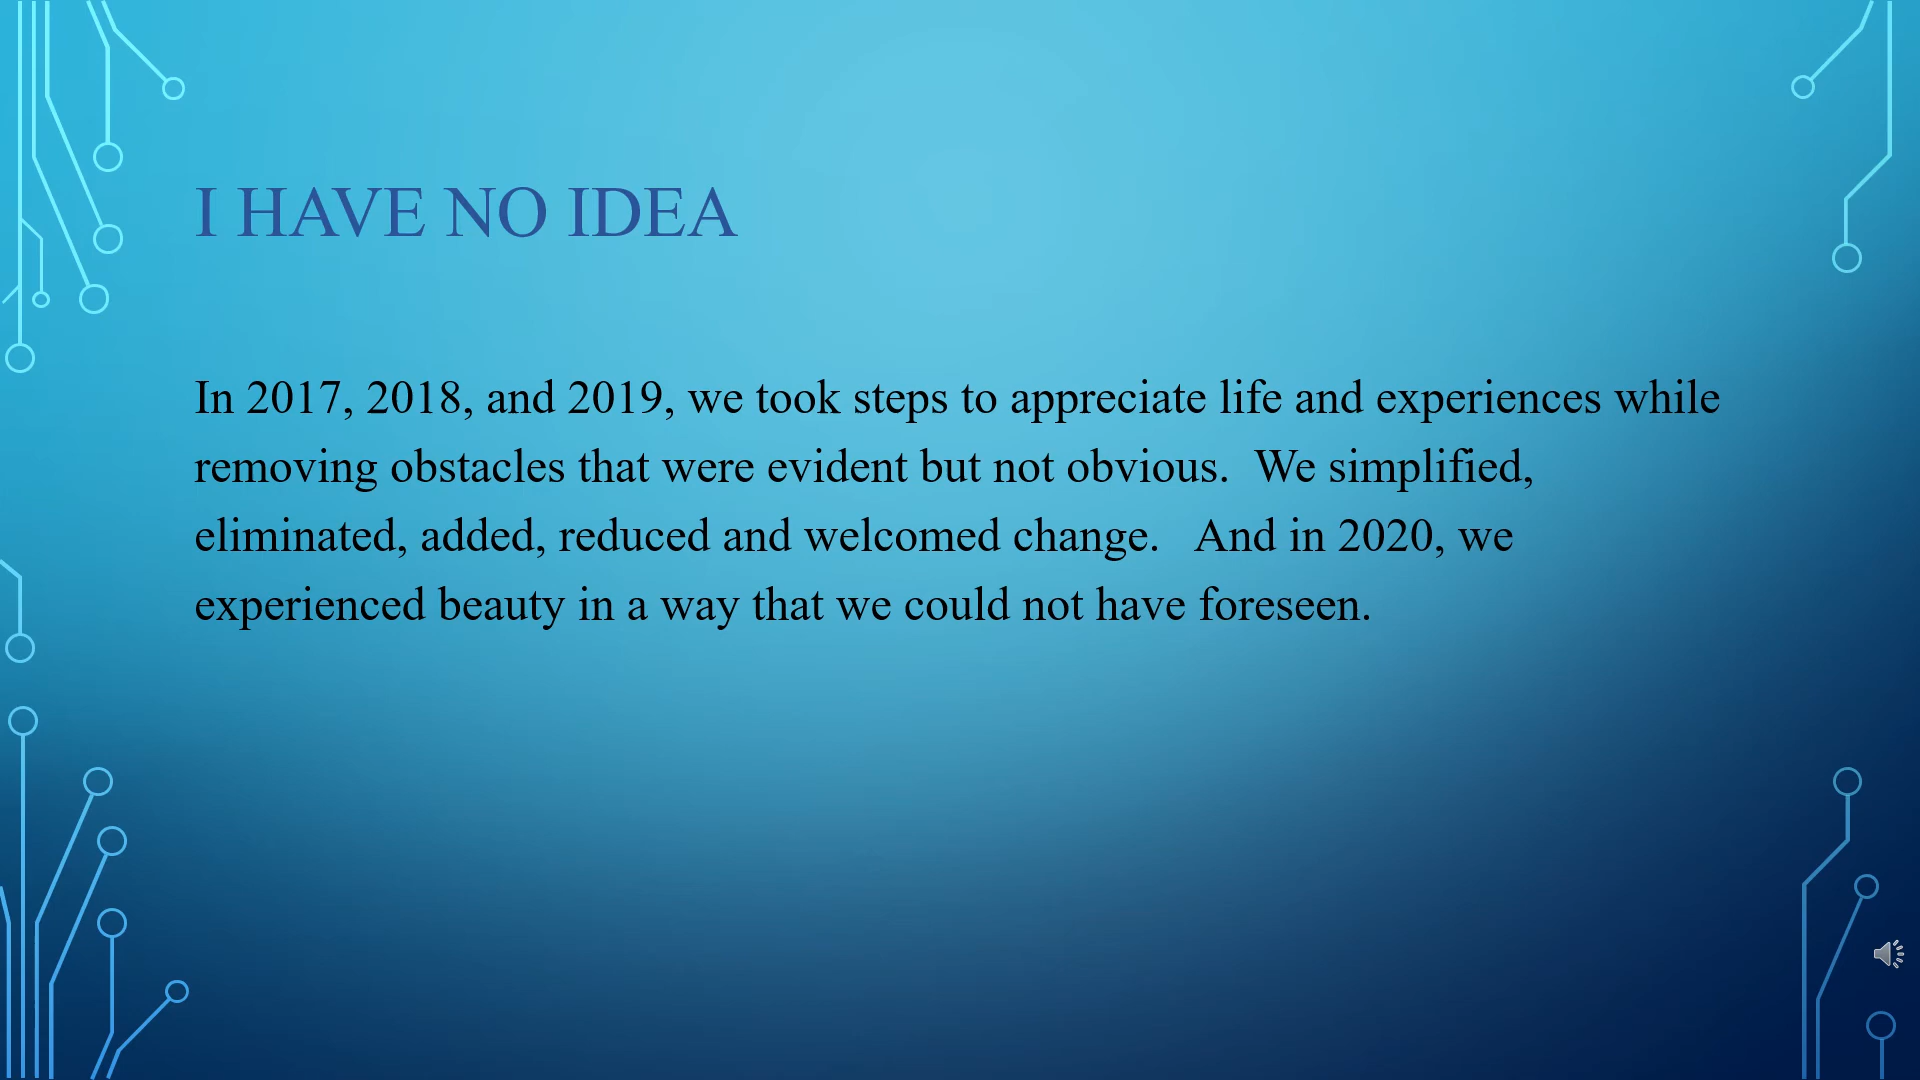 I HAVE NO IDEA
In 2017, 2018, and 2019, we took steps to appreciate life and experiences while
removing obstacles that were evident but not obvious.  We simplified,
eliminated, added, reduced and welcomed change.   And in 2020, we
experienced beauty in a way that we could not have foreseen.